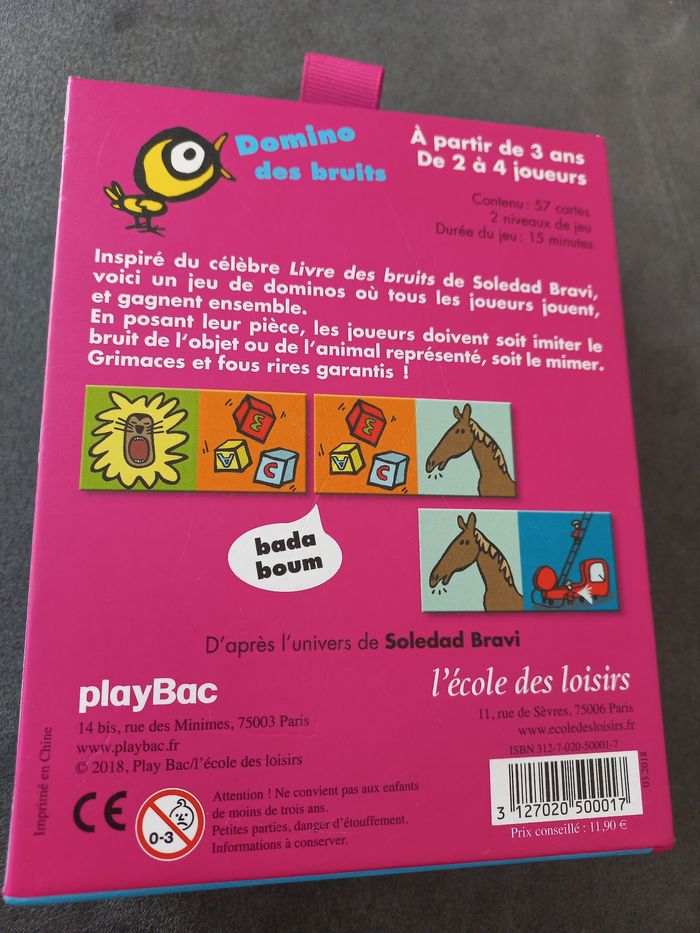 Domino
des bruits
À partir de 3 ans
De 2 à 4 joueurs
Contenu : 57 cartes
2 niveaux de jeu
Durée du jeu : 15 minutes
Inspiré du célèbre Livre des bruits de Soledad Bravi,
voici un jeu de dominos où tous les joueurs jouent,
et gagnent ensemble.
En posant leur pièce, les joueurs doivent soit imiter le
bruit de l'objet ou de l'animal représenté, soit le mimer.
Grimaces et fous rires garantis !
A C
A C
bada
boum
D'après l'univers de Soledad Bravi
playBac
14 bis, rue des Minimes, 75003 Paris
www.playbac.fr
© 2018, Play Bac/l'école des loisirs
l'école des loisirs
11, rue de Sèvres, 75006 Paris
www.ecoledesloisirs.fr
ISBN 312-7-020-50001-7
3 127020 500017
Prix conseillé : 11,90 €
03.2018
Imprimé en Chine
CE
0-3
Attention ! Ne convient pas aux enfants
de moins de trois ans.
Petites parties, danger d'étouffement.
Informations à conserver.